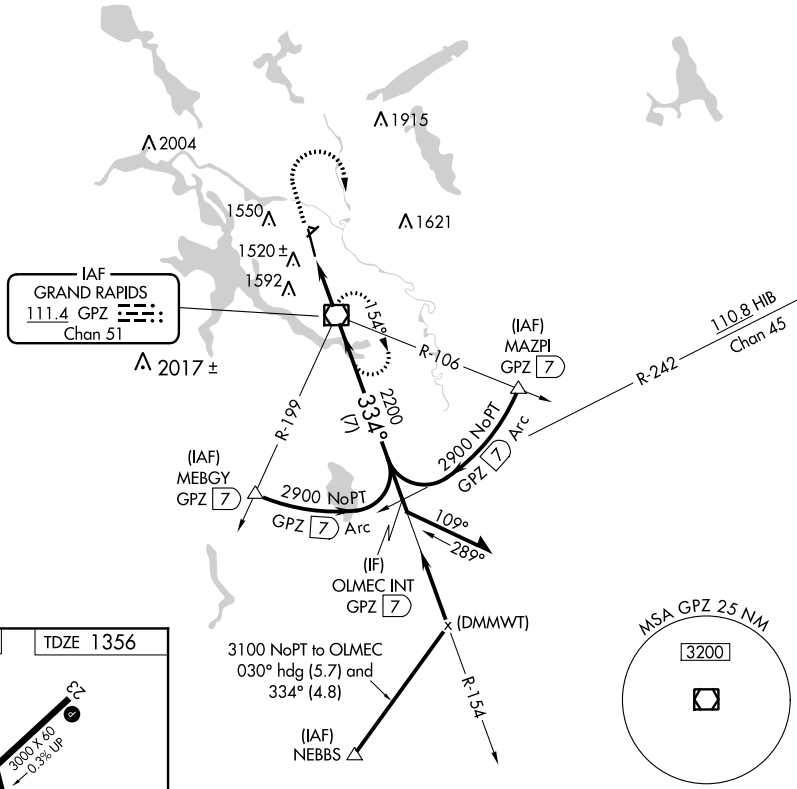 1915
2004
1550
1621
1520 ±
1592
IAF
GRAND RAPIDS
111.4 GPZ
Chan 51
2017 ±
154°
R-106
(IAF)
MAZPI
GPZ 7
110.8 HIB
Chan 45
R-242
R-199
2200
334°
(7)
2900 NoPT
GPZ 7 Arc
(IAF)
MEBGY
GPZ 7
2900 NoPT
GPZ 7 Arc
109°
289°
(IF)
OLMEC INT
GPZ 7
(DMMWT)
3100 NoPT to OLMEC
030° hdg (5.7) and
334° (4.8)
R-154
(IAF)
NEBBS
MSA GPZ 25 NM
3200
TDZE 1356
23
P
3000 X 60
0.3% UP